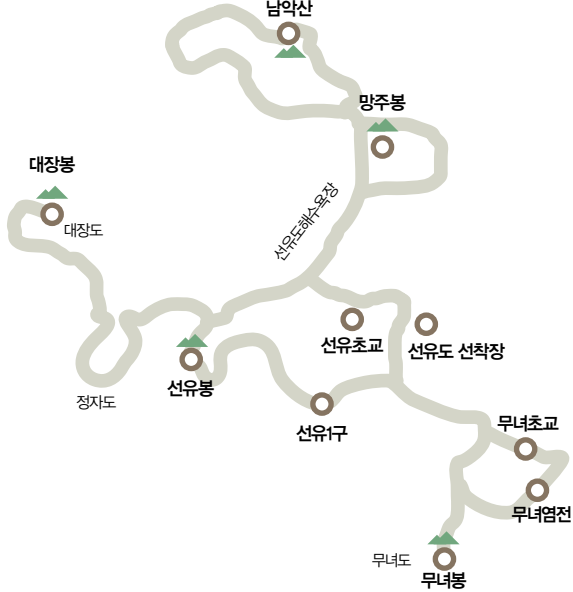 남악산
망주봉
대장봉
대장도
선유도해수욕장
선유초교
선유도 선착장
선유봉
정자도
선유1구
무녀초교
무녀염전
무녀도
무녀봉